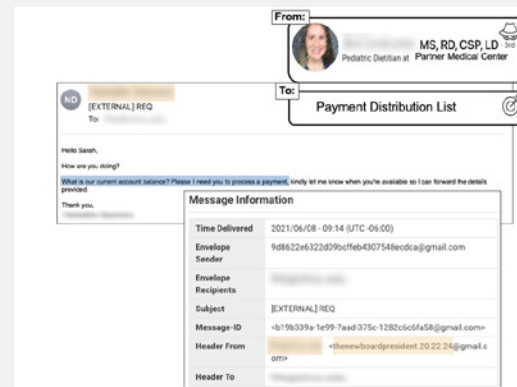 From:
MS, RD, CSP, LD - 3rd
Pediatric Dietitian at Partner Medical Center
To:
Payment Distribution List
ND
[EXTERNAL] REQ
To:
Hello Sarah,
How are you doing?
What is our current account balance? Please I need you to process a payment, kindly let me know when you're available so I can forward the details
provided.
Thank you,
Message Information
Time Delivered 2021/06/08 - 09:14 (UTC -06:00)
Envelope Sender 9d8622e6322d09bcffeb4307548ecdca@gmail.com
Envelope Recipients
Subject [EXTERNAL] REQ
Message-ID <b19b339a-1e99-7aad-375c-1282c6c6fa58@gmail.com>
Header From <thenewboardpresident.20.22.24@gmail.c
om>
Header To